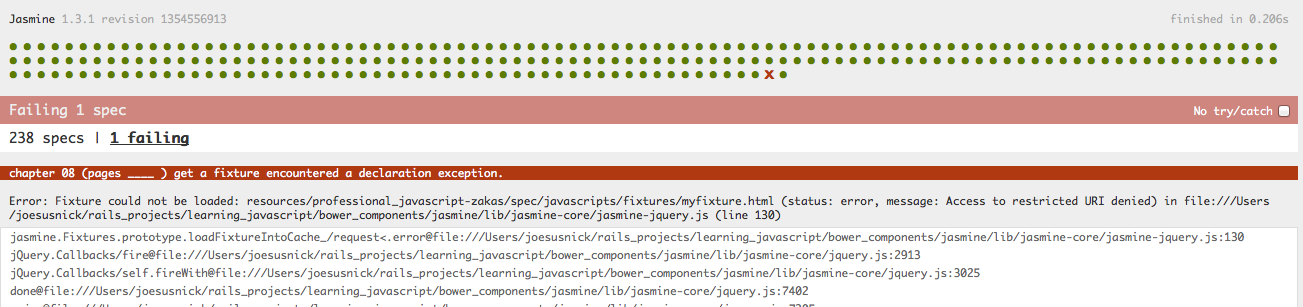 Jasmine 1.3.1 revision 1354556913 finished in 0.206s
x
Failing 1 spec No try/catch
238 specs | 1 failing
chapter 08 (pages ____ ) get a fixture encountered a declaration exception.
Error: Fixture could not be loaded: resources/professional_javascript-zakas/spec/javascripts/fixtures/myfixture.html (status: error, message: Access to restricted URI denied) in file:///Users
/joesusnick/rails_projects/learning_javascript/bower_components/jasmine/lib/jasmine-core/jasmine-jquery.js (line 130)
jasmine.Fixtures.prototype.loadFixtureIntoCache_/request<.error@file:///Users/joesusnick/rails_projects/learning_javascript/bower_components/jasmine/lib/jasmine-core/jasmine-jquery.js:130
jQuery.Callbacks/fire@file:///Users/joesusnick/rails_projects/learning_javascript/bower_components/jasmine/lib/jasmine-core/jquery.js:2913
jQuery.Callbacks/self.fireWith@file:///Users/joesusnick/rails_projects/learning_javascript/bower_components/jasmine/lib/jasmine-core/jquery.js:3025
done@file:///Users/joesusnick/rails_projects/learning_javascript/bower_components/jasmine/lib/jasmine-core/jquery.js:7402